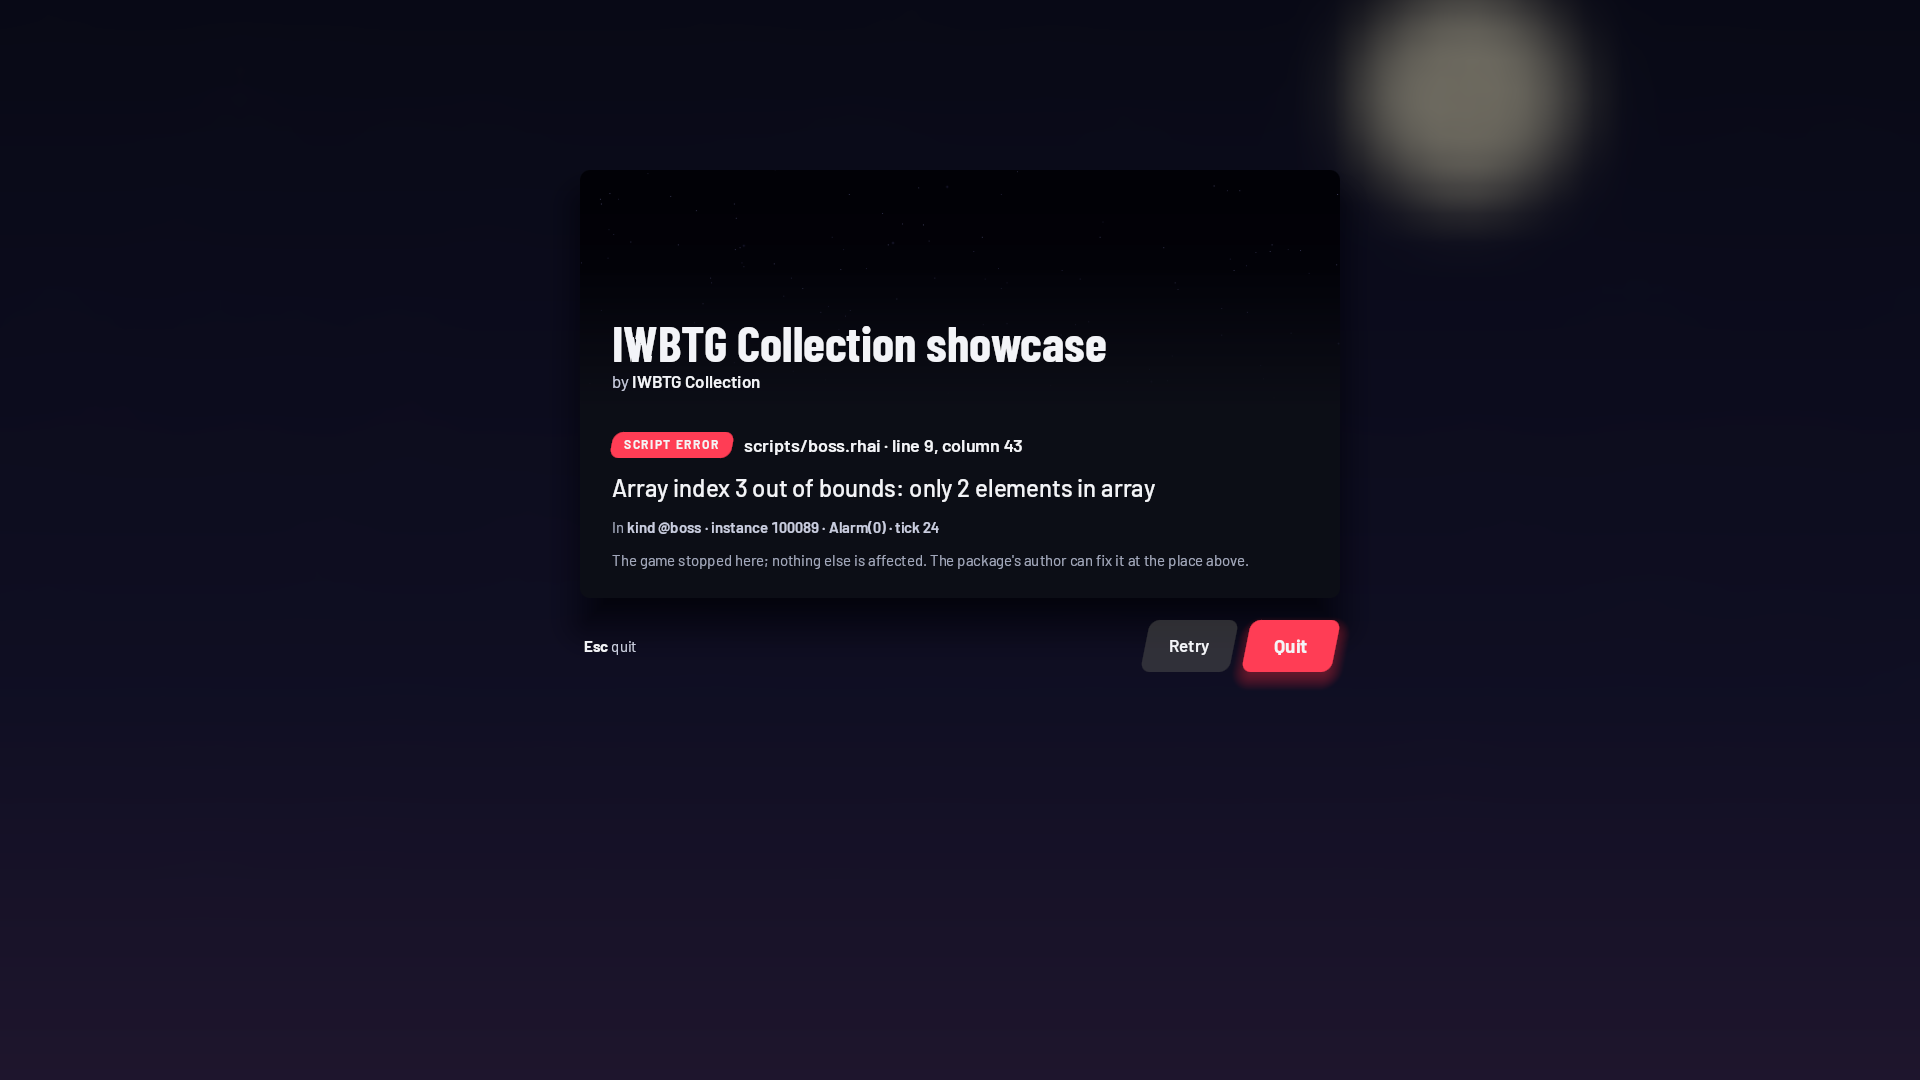 IWBTG Collection showcase
by IWBTG Collection
SCRIPT ERROR scripts/boss.rhai · line 9, column 43
Array index 3 out of bounds: only 2 elements in array
In kind @boss · instance 100089 · Alarm(0) · tick 24
The game stopped here; nothing else is affected. The package's author can fix it at the place above.
Esc quit Retry Quit